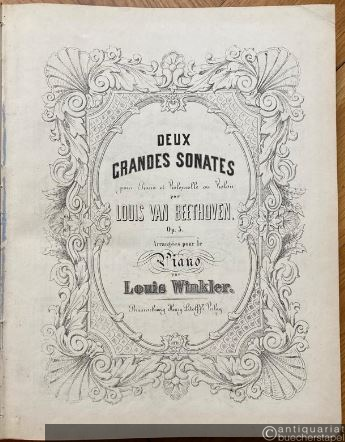 DEUX
GRANDES SONATES
pour Piano et Violoncelle ou Violon
par
LOUIS VAN BEETHOVEN.
Op. 5.
Arrangées pour le
Piano
par
Louis Winkler.
Braunschweig, Henry Litolff's Verlag
antiquariat
buecherstapel